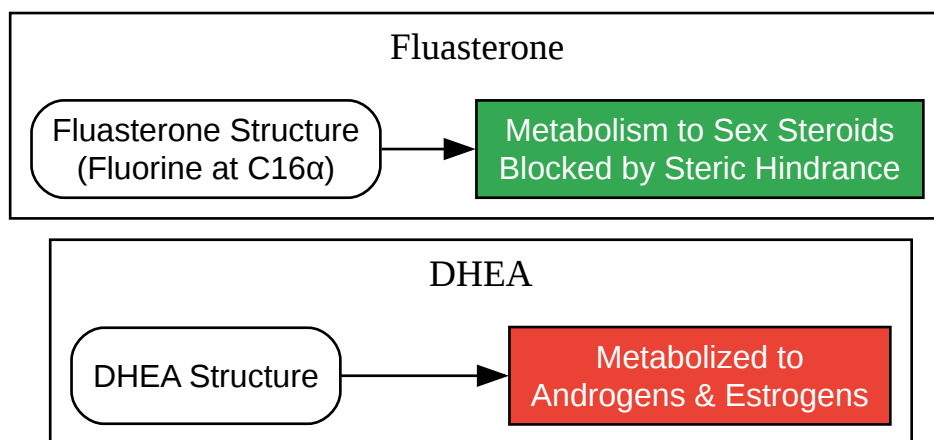 Fluasterone
Fluasterone Structure
(Fluorine at C16α)
Metabolism to Sex Steroids
Blocked by Steric Hindrance
DHEA
DHEA Structure
Metabolized to
Androgens & Estrogens